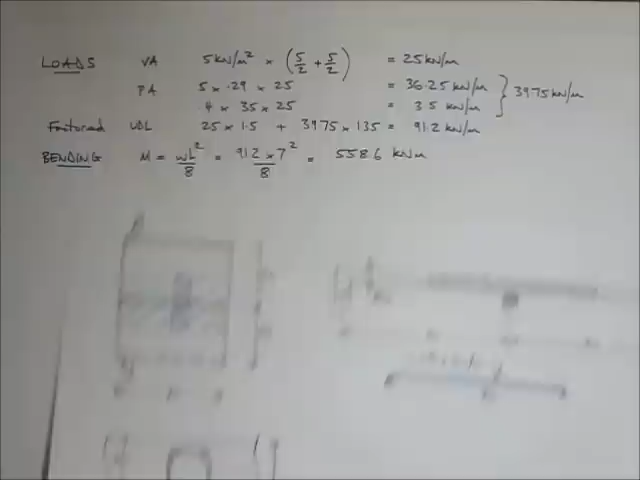 LOADS VA 5kN/m² × (5/2 + 5/2) = 25kN/m
PA 5 × .29 × 25 = 36.25 kN/m
.4 × .35 × 25 = 3.5 kN/m } 39.75 kN/m
Factored UDL 25 × 1.5 + 39.75 × 1.35 = 91.2 kN/m
BENDING M = wL²/8 = 91.2 × 7²/8 = 558.6 kNm